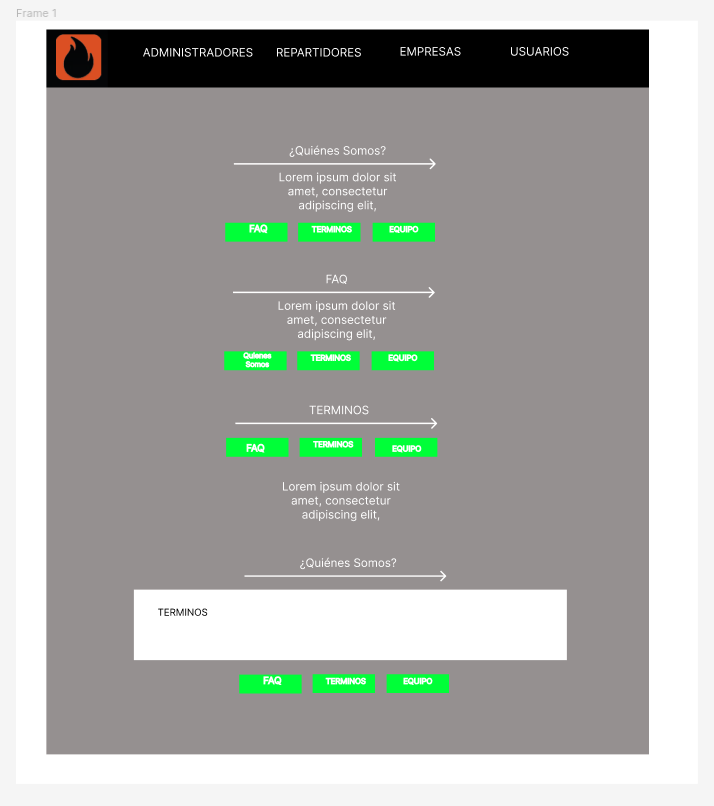 Frame 1
ADMINISTRADORES REPARTIDORES EMPRESAS USUARIOS
¿Quiénes Somos?
Lorem ipsum dolor sit
amet, consectetur
adipiscing elit,
FAQ TERMINOS EQUIPO
FAQ
Lorem ipsum dolor sit
amet, consectetur
adipiscing elit,
Quienes
Somos
TERMINOS EQUIPO
TERMINOS
FAQ TERMINOS EQUIPO
Lorem ipsum dolor sit
amet, consectetur
adipiscing elit,
¿Quiénes Somos?
TERMINOS
FAQ TERMINOS EQUIPO